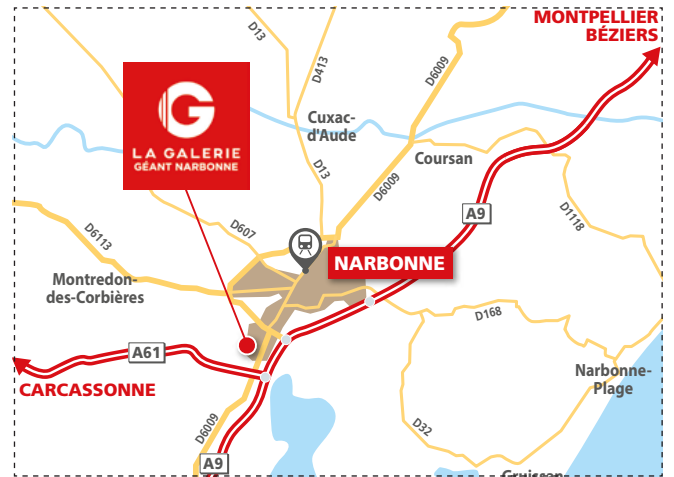 MONTPELLIER
BÉZIERS
D13
D413
D6009
G
LA GALERIE
GÉANT NARBONNE
Cuxac-
d'Aude
Coursan
D13
D6009
A9
D1118
D607
D6113
NARBONNE
Montredon-
des-Corbières
D168
A61
CARCASSONNE
Narbonne-
Plage
D6009
D32
A9
Gruissan